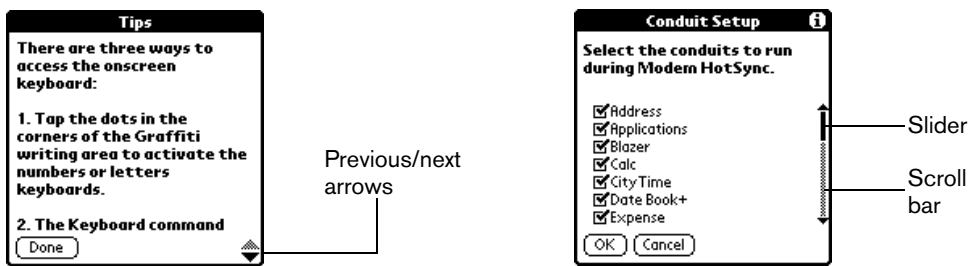 Tips
There are three ways to
access the onscreen
keyboard:
1. Tap the dots in the
corners of the Graffiti
writing area to activate the
numbers or letters
keyboards.
2. The Keyboard command
Done
Previous/next
arrows
Conduit Setup
i
Select the conduits to run
during Modem HotSync.
Address
Applications
Blazer
Calc
CityTime
Date Book+
Expense
OK Cancel
Slider
Scroll
bar